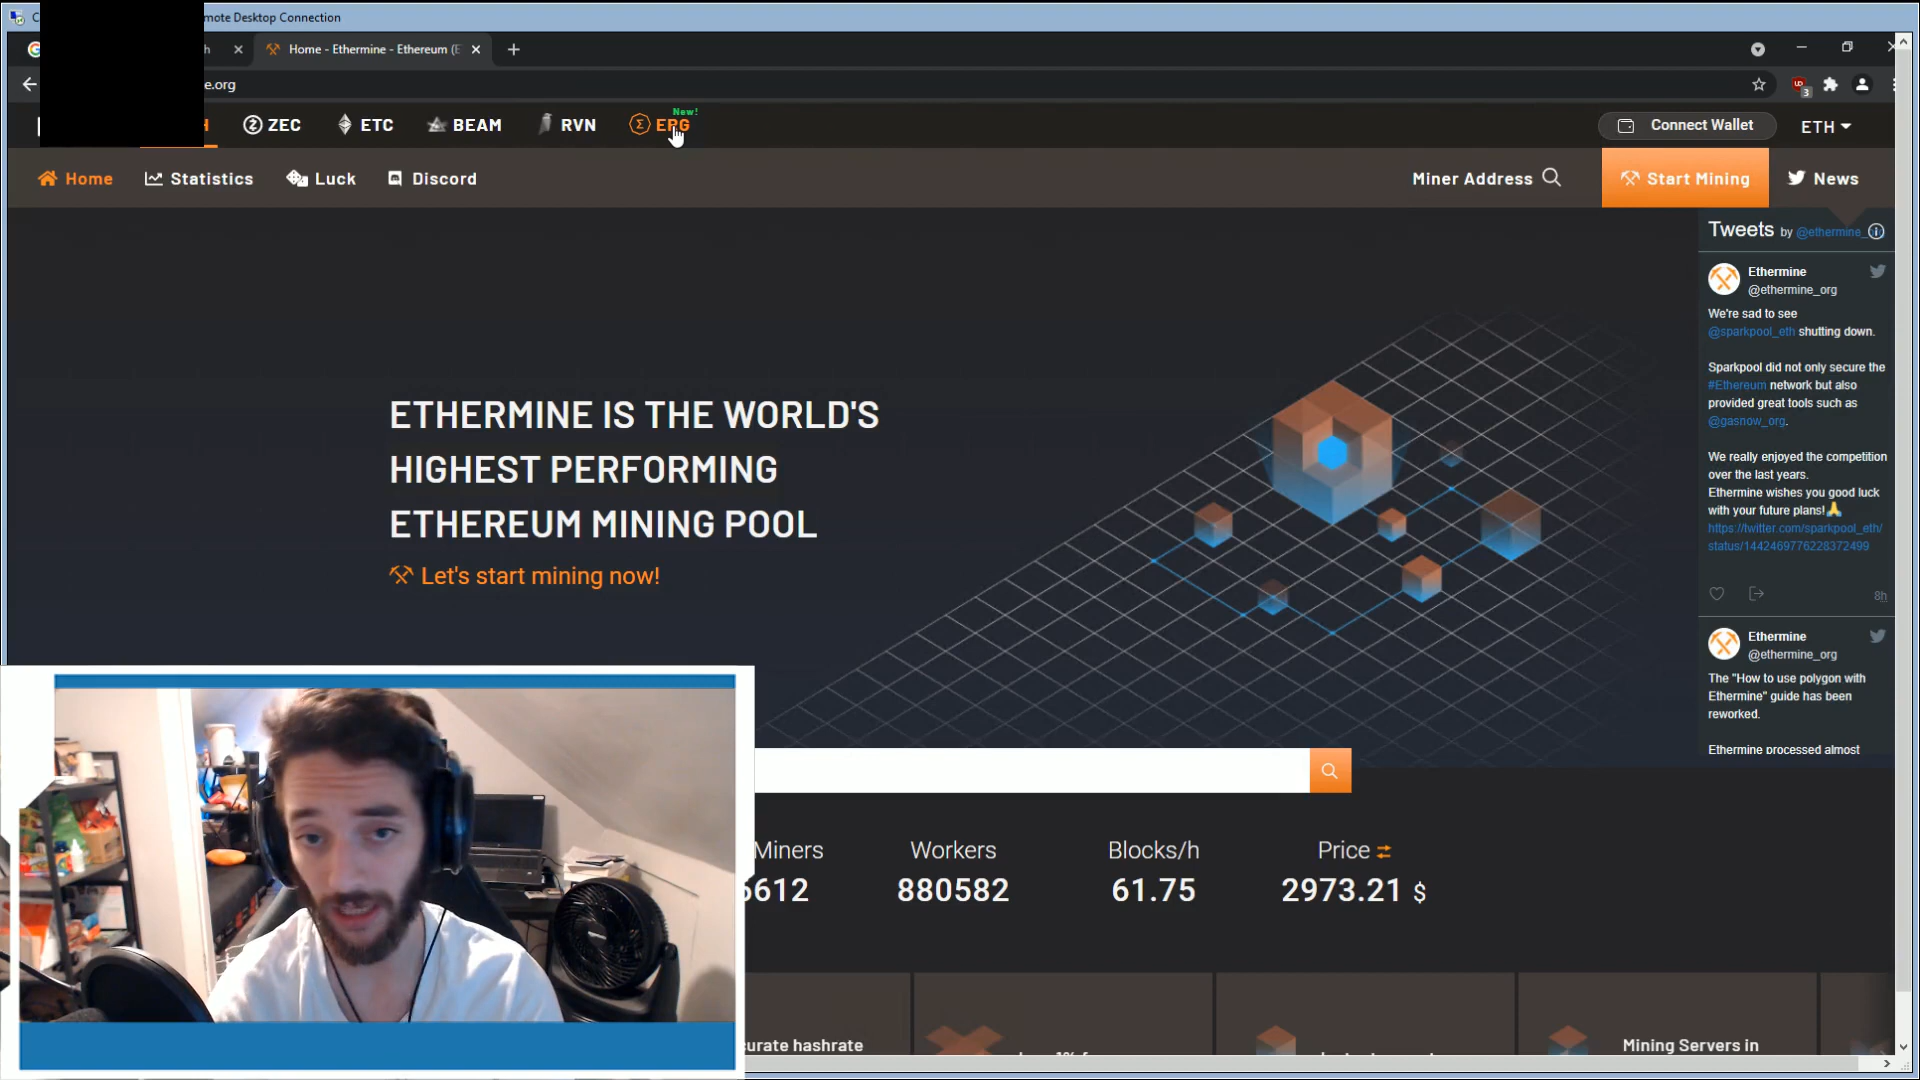 mote Desktop Connection
Home - Ethermine - Ethereum (E
e.org
3
ZEC
ETC
BEAM
RVN
New!
Connect Wallet
ETH
Home
Statistics
Luck
Discord
Miner Address
Start Mining
News
Tweets by @ethermine_
Ethermine
@ethermine_org
We're sad to see
@sparkpool_eth shutting down.
Sparkpool did not only secure the
#Ethereum network but also
provided great tools such as
@gasnow_org.
We really enjoyed the competition
over the last years.
Ethermine wishes you good luck
with your future plans!🙏
https://twitter.com/sparkpool_eth/
status/1442469776228372499
8h
Ethermine
@ethermine_org
The "How to use polygon with
Ethermine" guide has been
reworked.
Ethermine processed almost
ETHERMINE IS THE WORLD'S
HIGHEST PERFORMING
ETHEREUM MINING POOL
Let's start mining now!
Miners
Workers
Blocks/h
Price
6612
880582
61.75
2973.21 $
curate hashrate
Mining Servers in